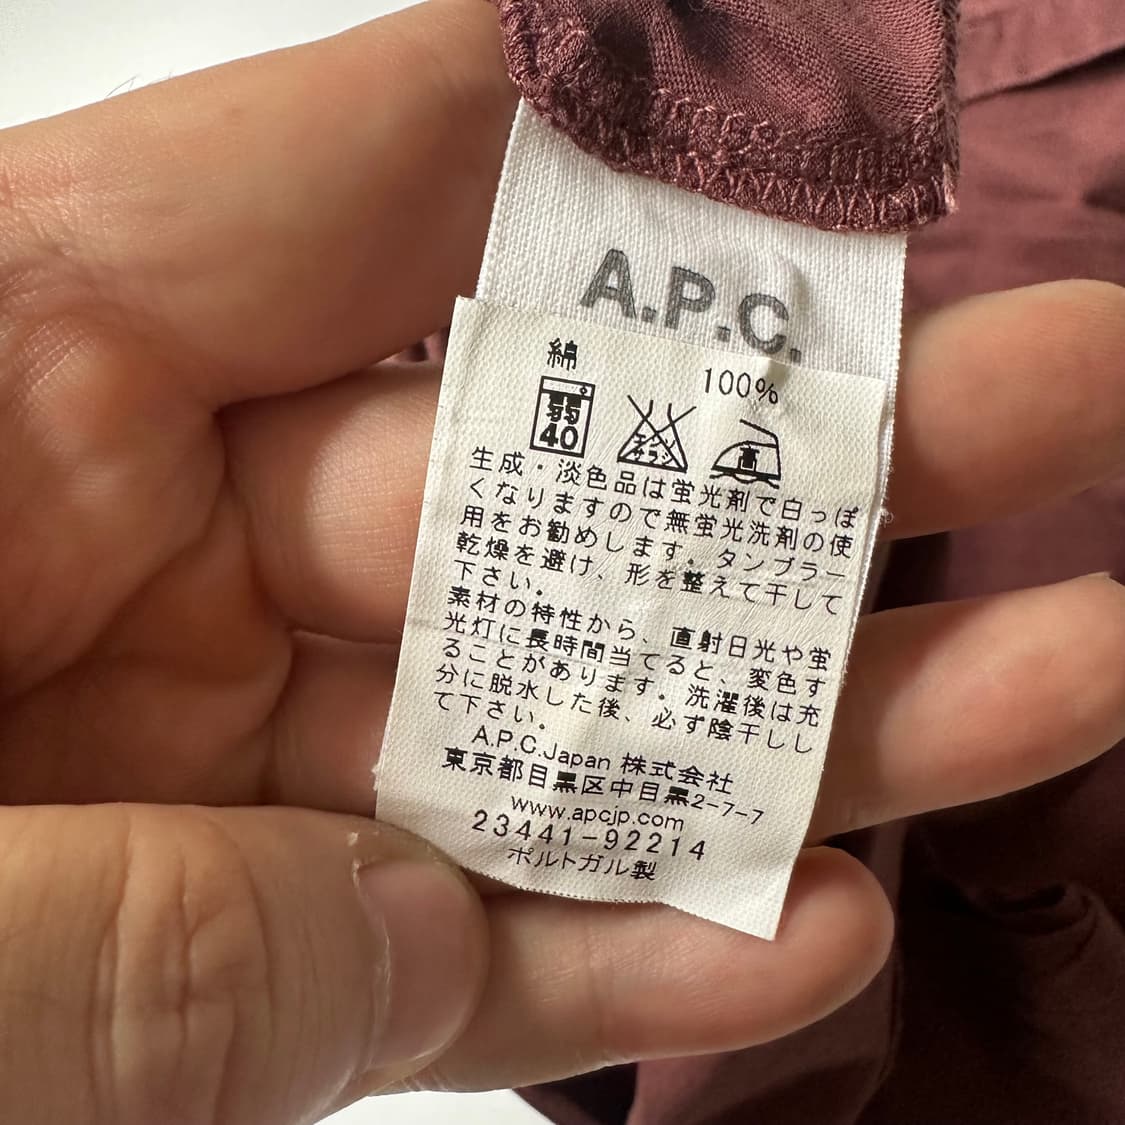 A.P.C.
綿 100%
弱 40 エンソ サラシ 高
生成・淡色品は蛍光剤で白っぽ
くなりますので無蛍光洗剤の使
用をお勧めします。タンブラー
乾燥を避け、形を整えて干して
下さい。
素材の特性から、直射日光や蛍
光灯に長時間当てると、変色す
ることがあります。洗濯後は充
分に脱水した後、必ず陰干しし
て下さい。
A.P.C.Japan 株式会社
東京都目黒区中目黒2-7-7
www.apcjp.com
23441-92214
ポルトガル製